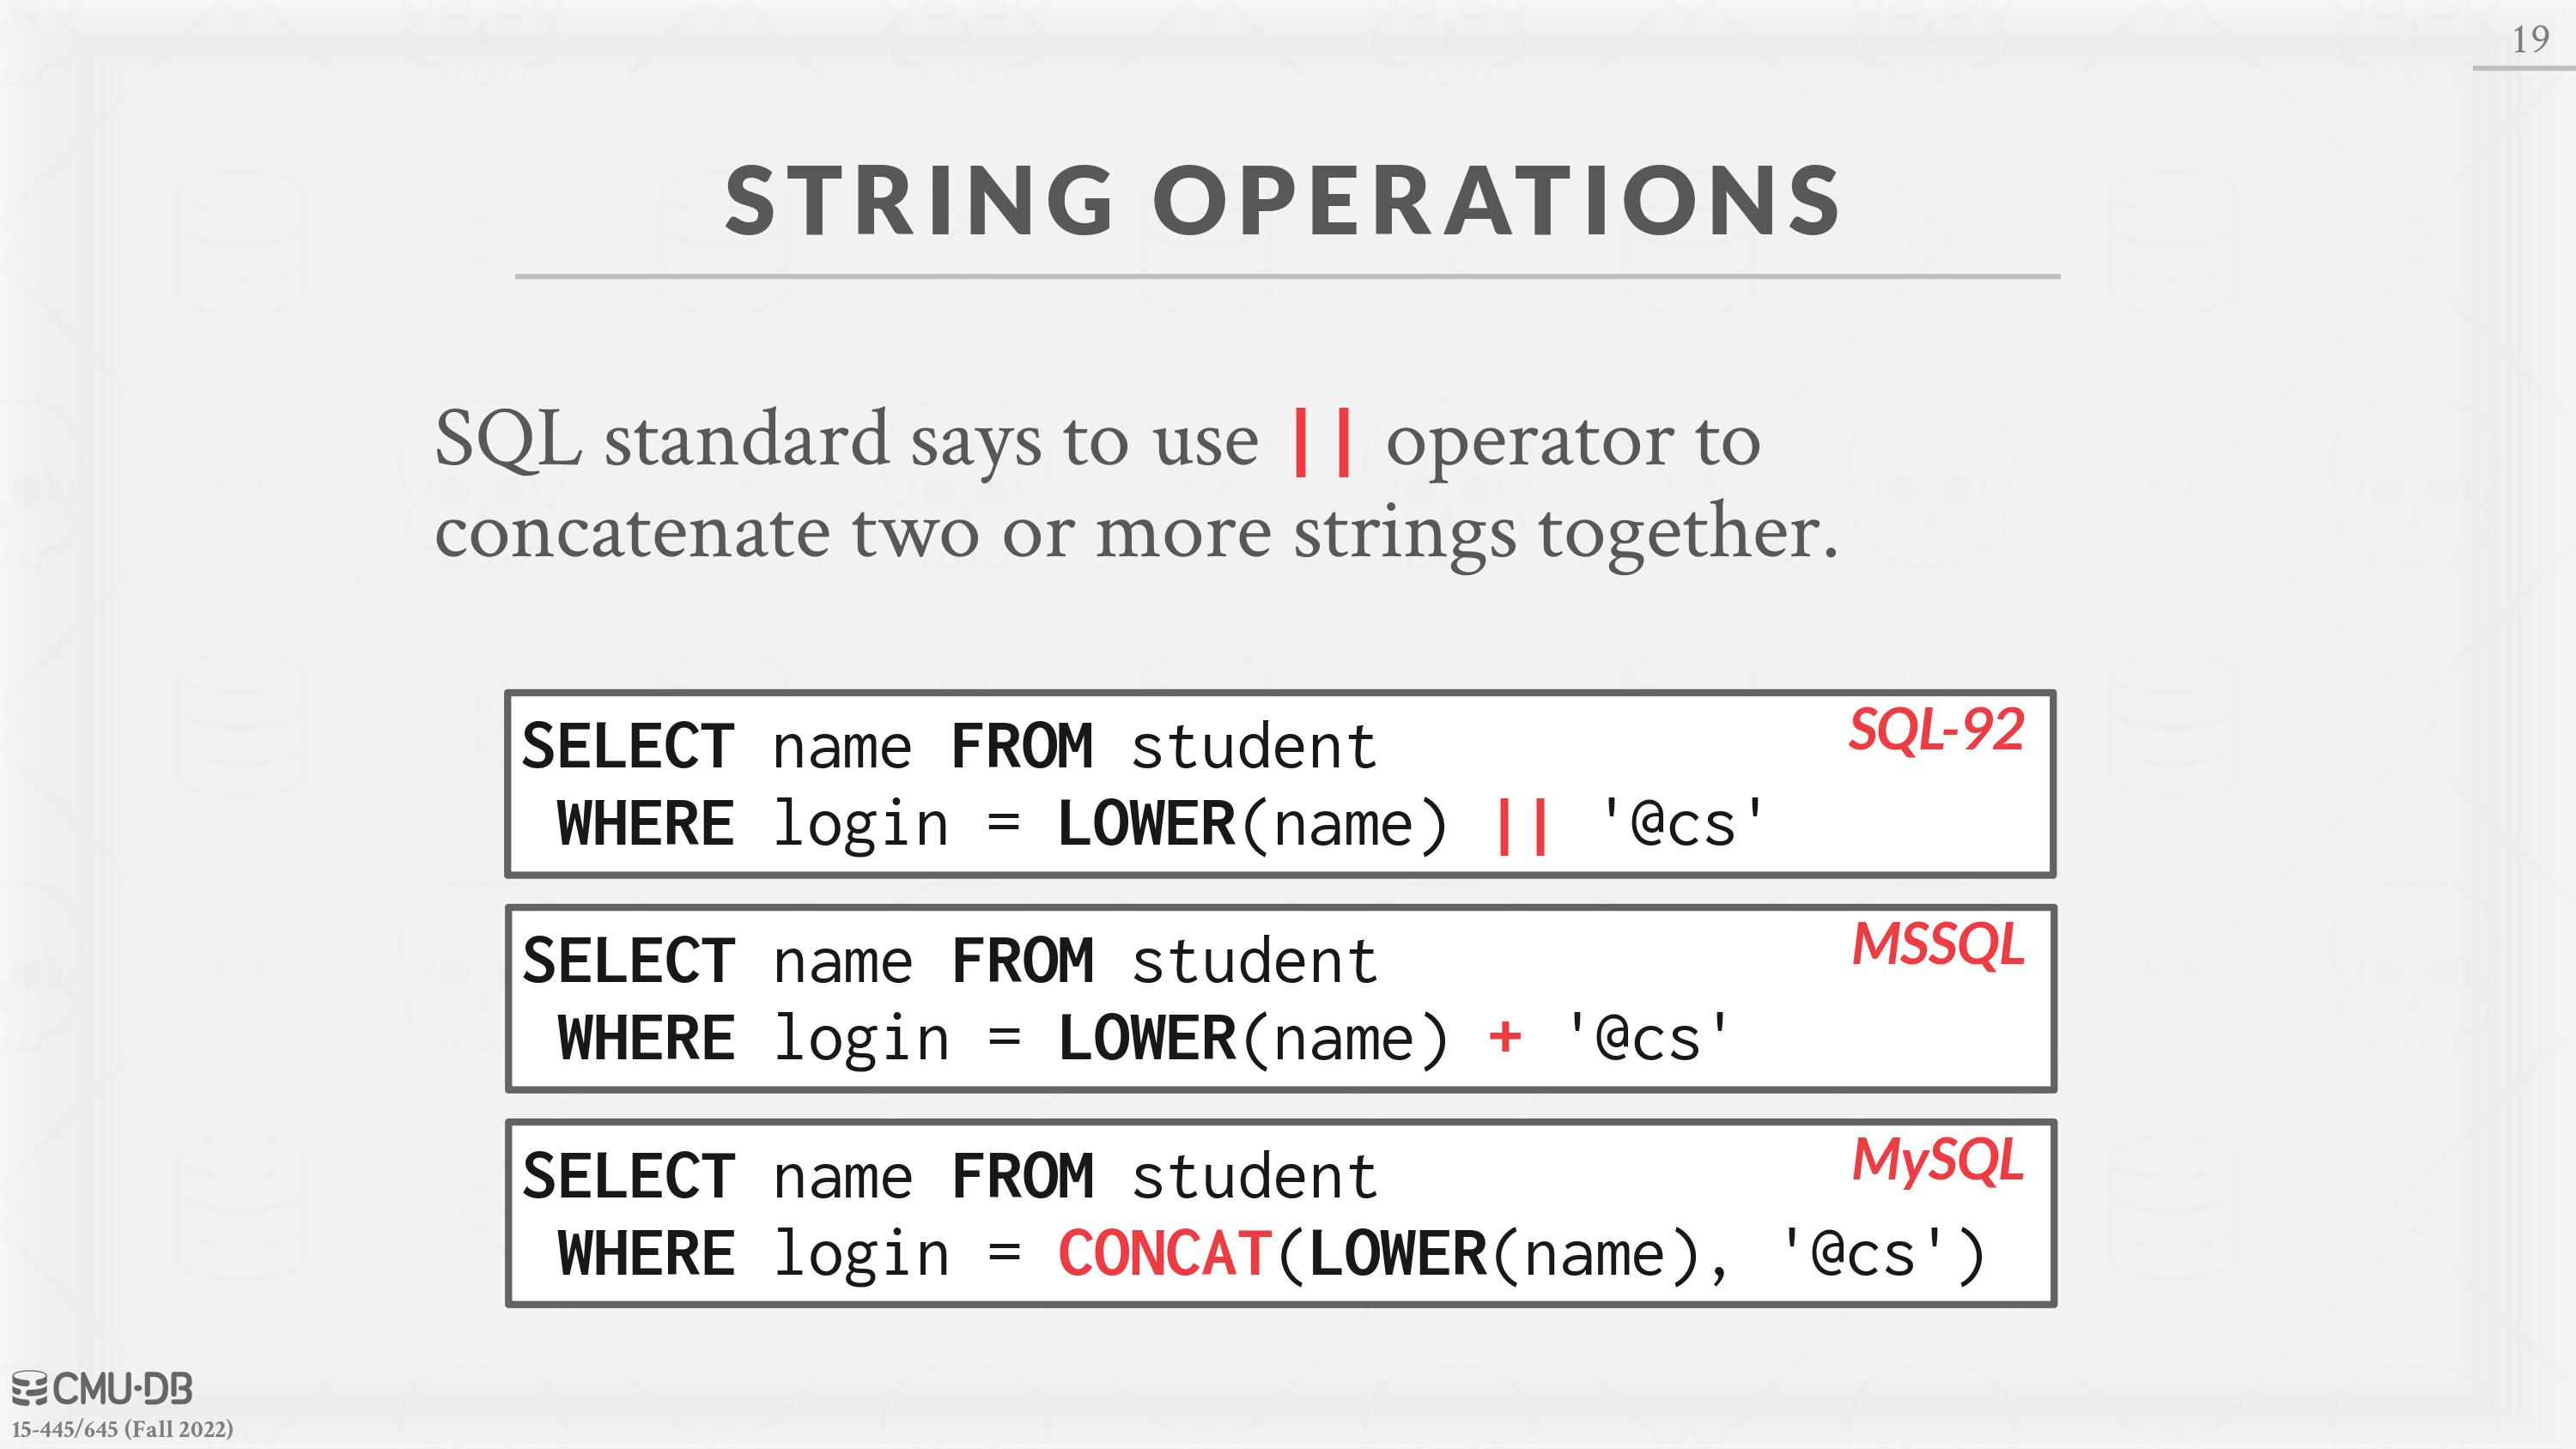 19
STRING OPERATIONS
SQL standard says to use || operator to
concatenate two or more strings together.
SQL-92
SELECT name FROM student
WHERE login = LOWER(name) || '@cs'
MSSQL
SELECT name FROM student
WHERE login = LOWER(name) + '@cs'
MySQL
SELECT name FROM student
WHERE login = CONCAT(LOWER(name), '@cs')
CMU·DB
15-445/645 (Fall 2022)